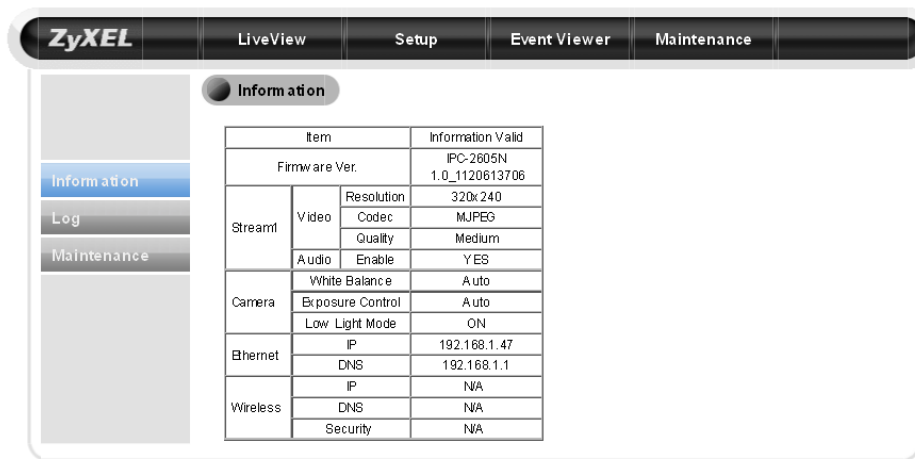 ZyXEL
LiveView Setup Event Viewer Maintenance
Information
Information
Log
Maintenance
Item Information Valid
Firmware Ver. IPC-2605N
1.0_1120613706
Stream1 Video Resolution 320x240
Codec MJPEG
Quality Medium
Audio Enable YES
Camera White Balance Auto
Exposure Control Auto
Low Light Mode ON
Ethernet IP 192.168.1.47
DNS 192.168.1.1
Wireless IP N/A
DNS N/A
Security N/A